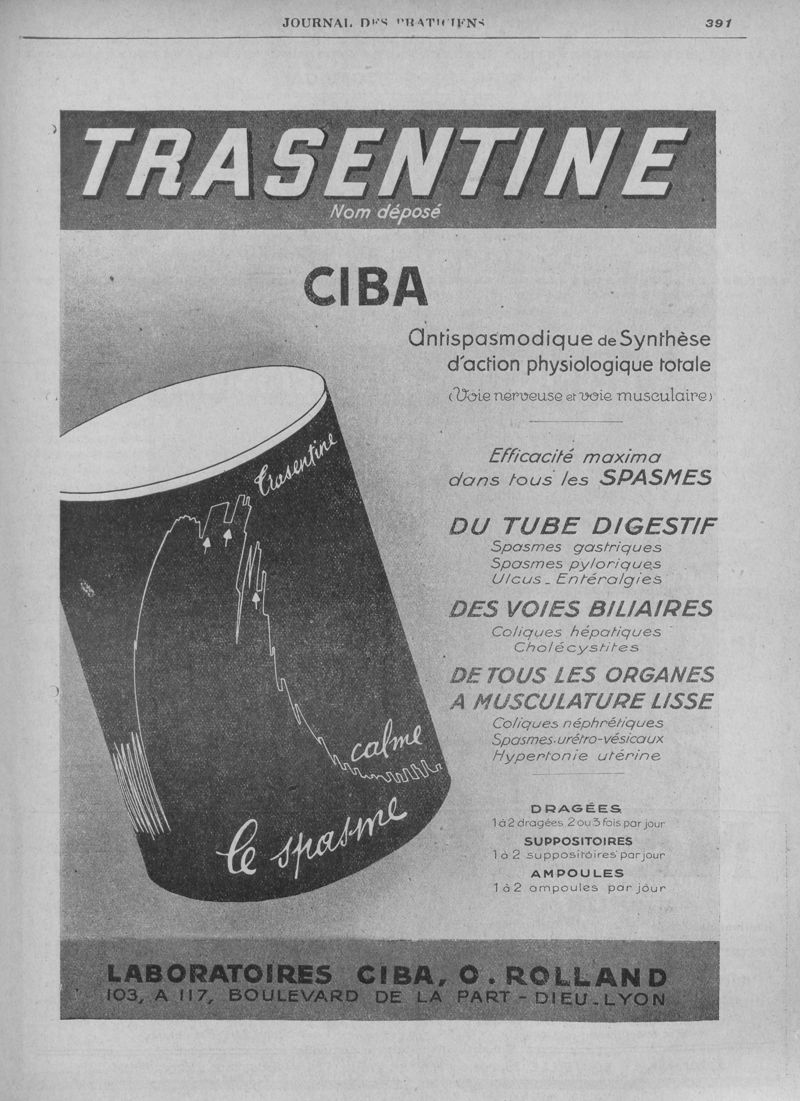 JOURNAL DES PRATICIENS
391
TRASENTINE
Nom déposé
CIBA
Antispasmodique de Synthèse
d'action physiologique totale
(Voie nerveuse et voie musculaire)
Efficacité maxima
dans tous les SPASMES
DU TUBE DIGESTIF
Spasmes gastriques
Spasmes pyloriques
Ulcus - Entéralgies
DES VOIES BILIAIRES
Coliques hépatiques
Cholécystites
DE TOUS LES ORGANES
A MUSCULATURE LISSE
Coliques néphrétiques
Spasmes urétro-vésicaux
Hypertonie utérine
DRAGÉES
1 à 2 dragées, 2 ou 3 fois par jour
SUPPOSITOIRES
1 à 2 suppositoires par jour
AMPOULES
1 à 2 ampoules par jour
Trasentine
calme
le spasme
LABORATOIRES CIBA, O. ROLLAND
103, A 117, BOULEVARD DE LA PART-DIEU-LYON